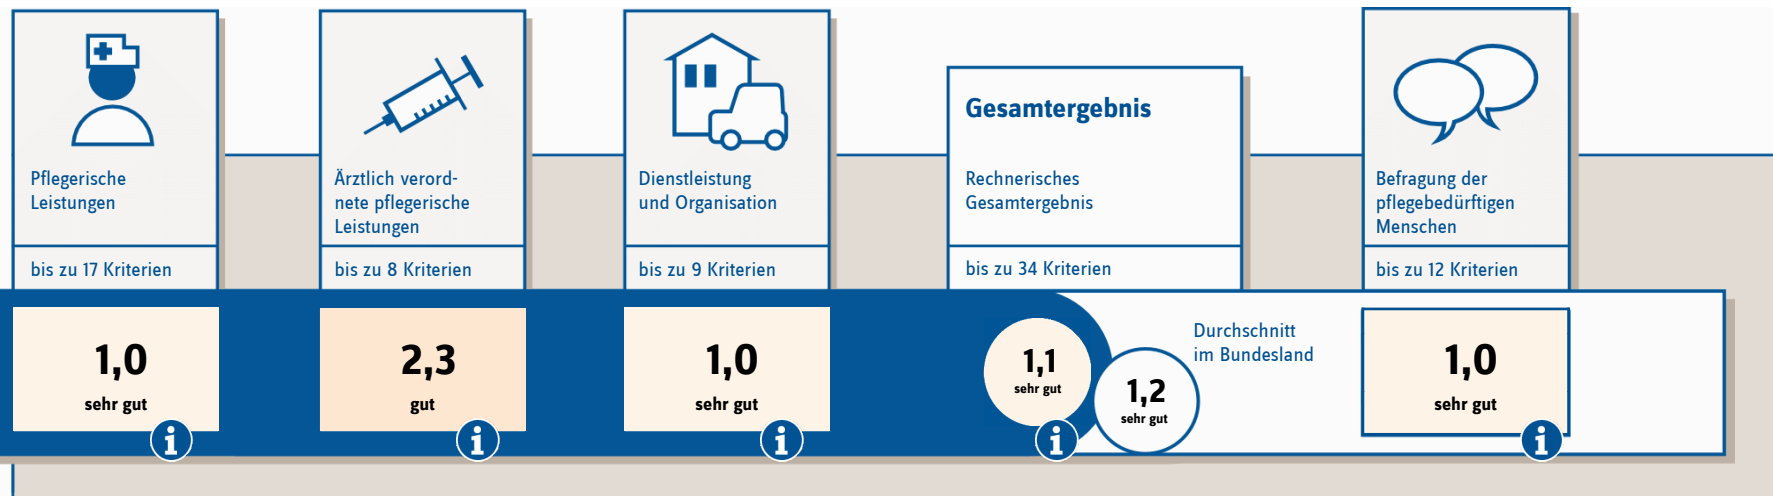 Pflegerische
Leistungen
bis zu 17 Kriterien
1,0
sehr gut
i
Ärztlich verord-
nete pflegerische
Leistungen
bis zu 8 Kriterien
2,3
gut
i
Dienstleistung
und Organisation
bis zu 9 Kriterien
1,0
sehr gut
i
Gesamtergebnis
Rechnerisches
Gesamtergebnis
bis zu 34 Kriterien
1,1
sehr gut
i
1,2
sehr gut
Durchschnitt
im Bundesland
Befragung der
pflegebedürftigen
Menschen
bis zu 12 Kriterien
1,0
sehr gut
i